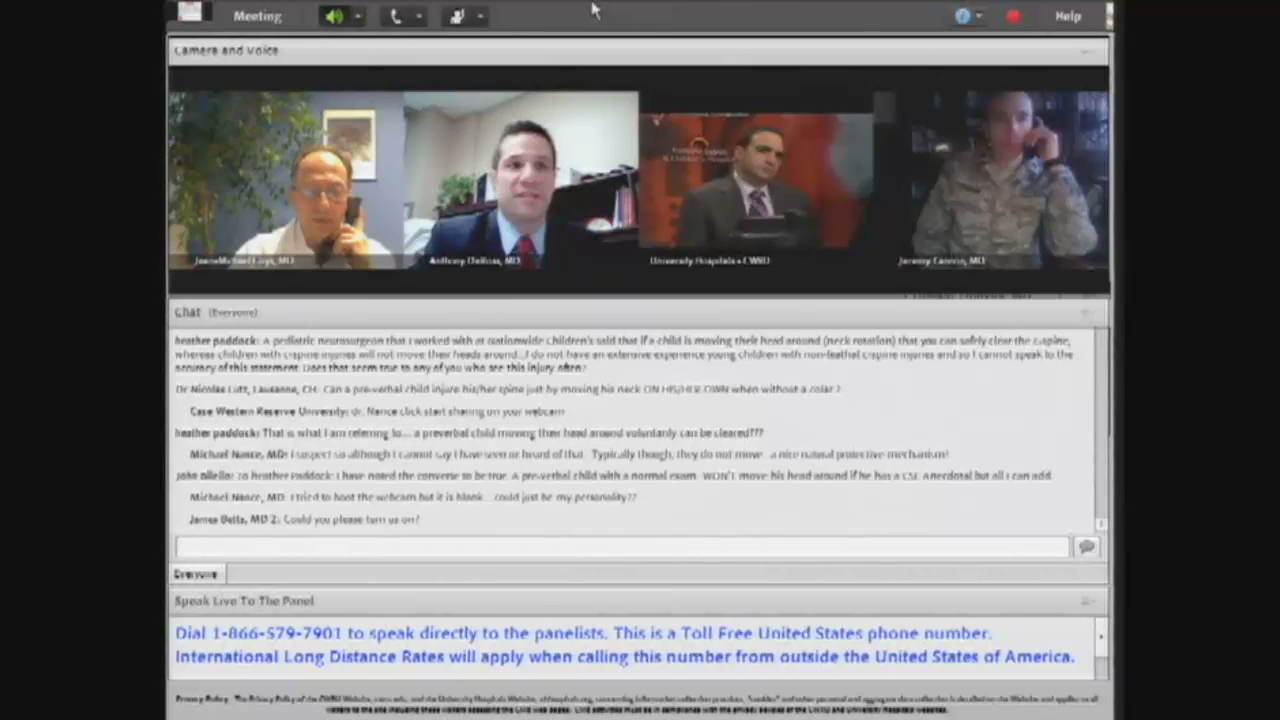 Meeting
Help
Camera and Voice
MD
Anthony MD
University Hospitals CWRU
Jeremy Cannon, MD
Chat (Everyone)
heather paddock: A pediatric neurosurgeon that I worked with at Nationwide Children's said that if a child is moving their head around (neck rotation) that you can safely clear the c-spine,
whereas children with c-spine injuries will not move their heads around...I do not have an extensive experience young children with non-leathal c-spine injuries and so I cannot speak to the
accuracy of this statement. Does that seem true to any of you who see this injury often?
Dr Nicolas Lutz, Lausanne, CH: Can a preverbal child injure his/her spine just by moving his neck ON HIS/HER OWN when without a colar ?
Case Western Reserve University: dr. Nance click start sharing on your webcam
heather paddock: That is what I am refering to.... a preverbal child moving their head around voluntarily can be cleared???
Michael Nance, MD: I suspect so although I cannot say I have seen or heard of that. Typically though, they do not move - a nice natural protective mechanism!
john To heather Paddock: I have noted the converse to be true. A pre-verbal child with a normal exam. WON'T move his head around if he has a CSI. Anecdotal but all I can add.
Michael Nance, MD: I tried to boot the webcam but it is blank... could just be my personality??
James Betts, MD 2: Could you please turn us on?
Everyone
Speak Live To The Panel
Dial 1-866-579-7901 to speak directly to the panelists. This is a Toll Free United States phone number.
International Long Distance Rates will apply when calling this number from outside the United States of America.
Privacy Policy